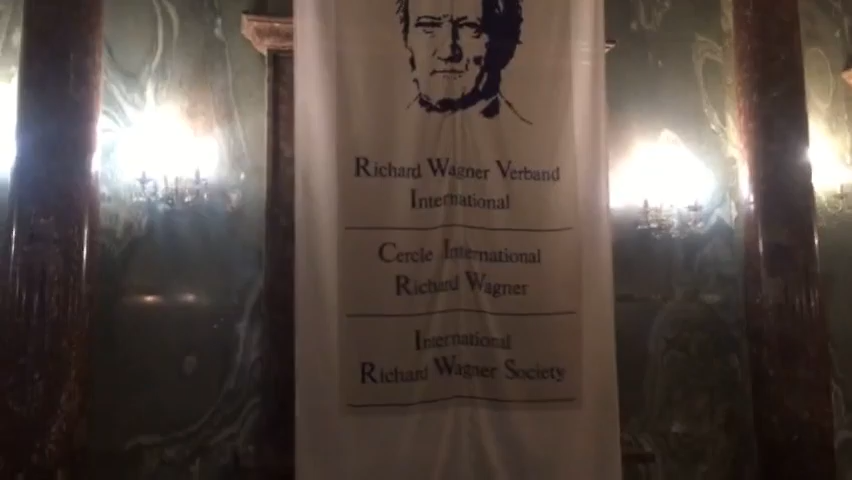 Richard Wagner Verband
International
Cercle International
Richard Wagner
International
Richard Wagner Society